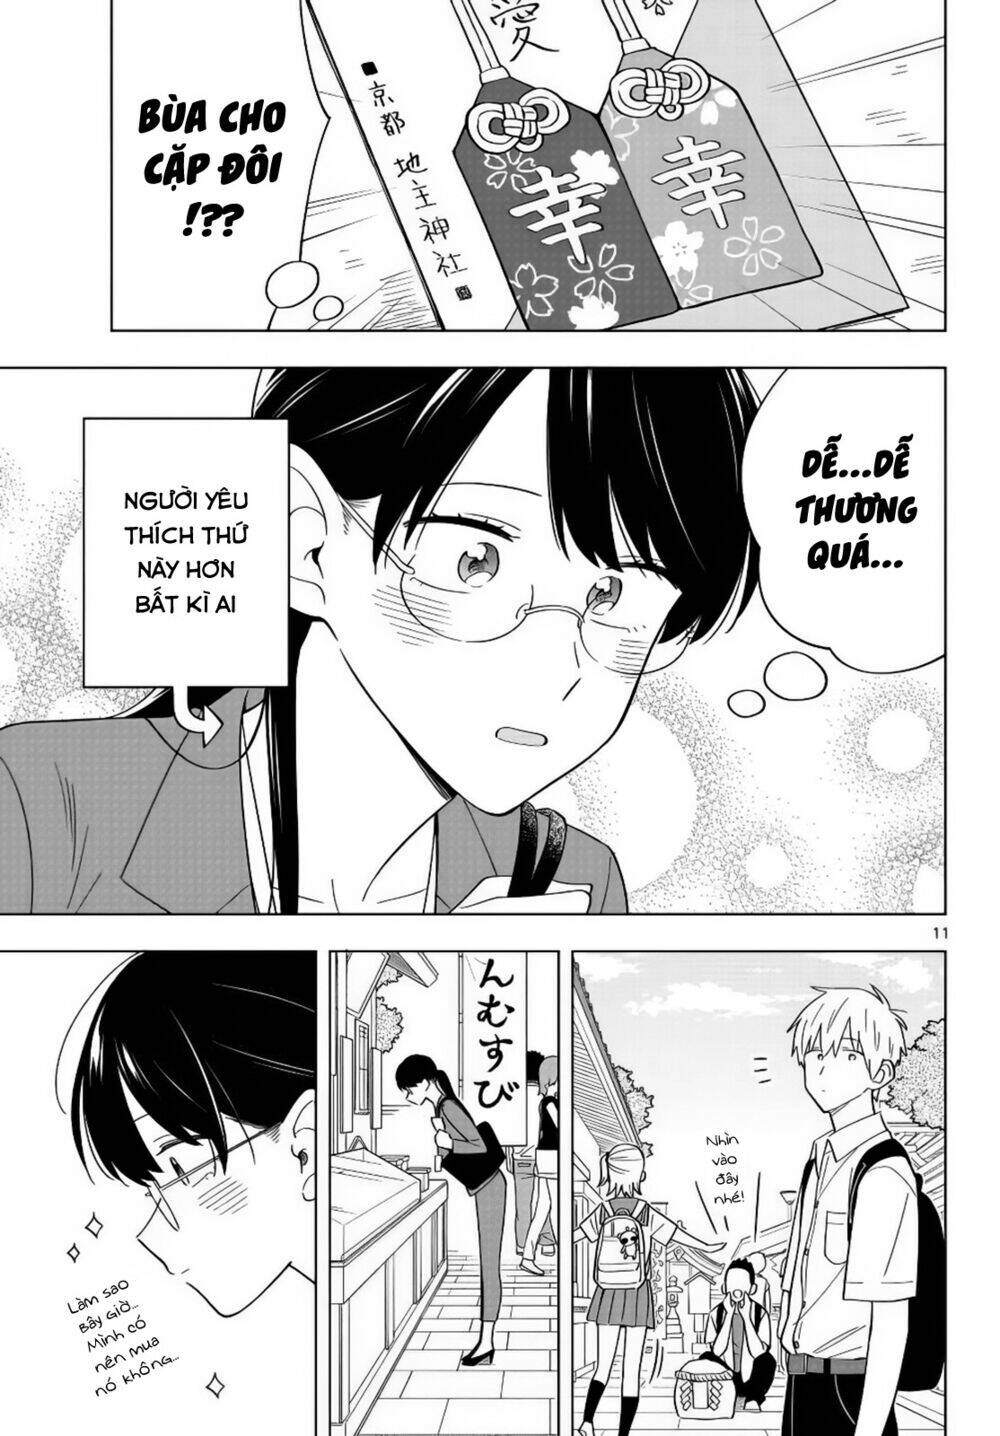 愛
幸
幸
京都 地主神社
BÙA CHO
CẶP ĐÔI
!??
DỄ...DỄ
THƯƠNG
QUÁ...
NGƯỜI YÊU
THÍCH THỨ
NÀY HƠN
BẤT KÌ AI
11
Nhìn
vào
đây
nhé!
んむすび
Làm sao
Bây Giờ...
Mình có
nên mua
nó không...